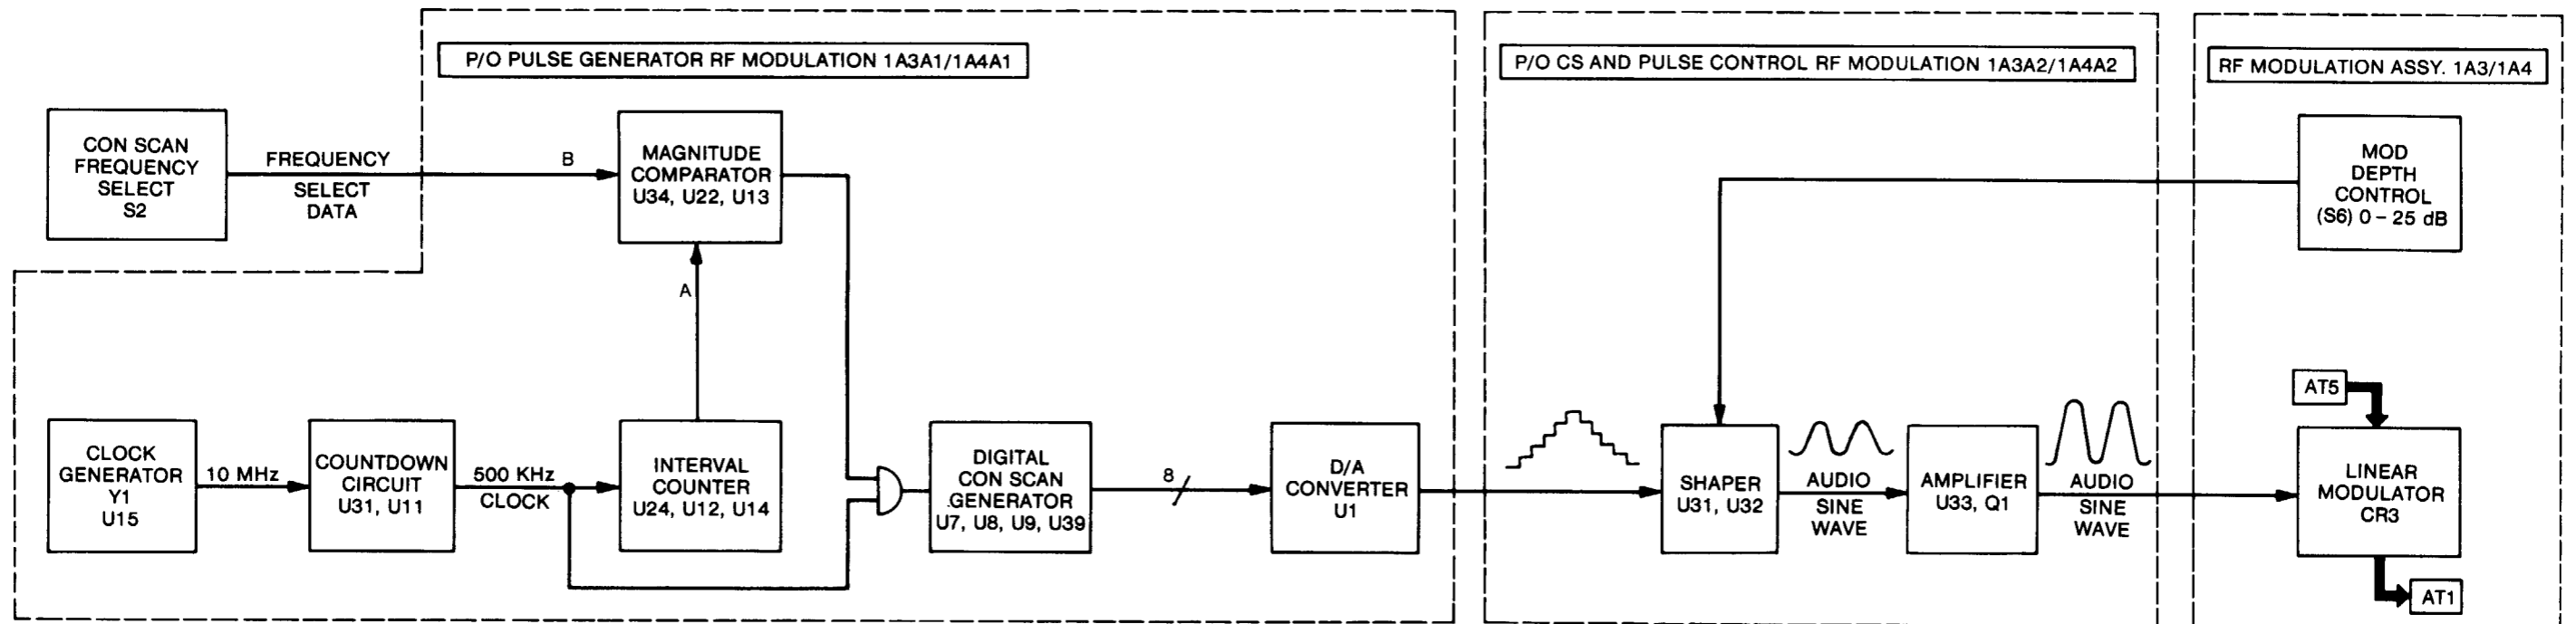 P/O PULSE GENERATOR RF MODULATION 1A3A1/1A4A1
P/O CS AND PULSE CONTROL RF MODULATION 1A3A2/1A4A2
RF MODULATION ASSY. 1A3/1A4
CON SCAN
FREQUENCY
SELECT
S2
FREQUENCY
SELECT
DATA
B
MAGNITUDE
COMPARATOR
U34, U22, U13
MOD
DEPTH
CONTROL
(S6) 0 – 25 dB
A
AT5
CLOCK
GENERATOR
Y1
U15
10 MHz
COUNTDOWN
CIRCUIT
U31, U11
500 KHz
CLOCK
INTERVAL
COUNTER
U24, U12, U14
DIGITAL
CON SCAN
GENERATOR
U7, U8, U9, U39
8
D/A
CONVERTER
U1
SHAPER
U31, U32
AUDIO
SINE
WAVE
AMPLIFIER
U33, Q1
AUDIO
SINE
WAVE
LINEAR
MODULATOR
CR3
AT1